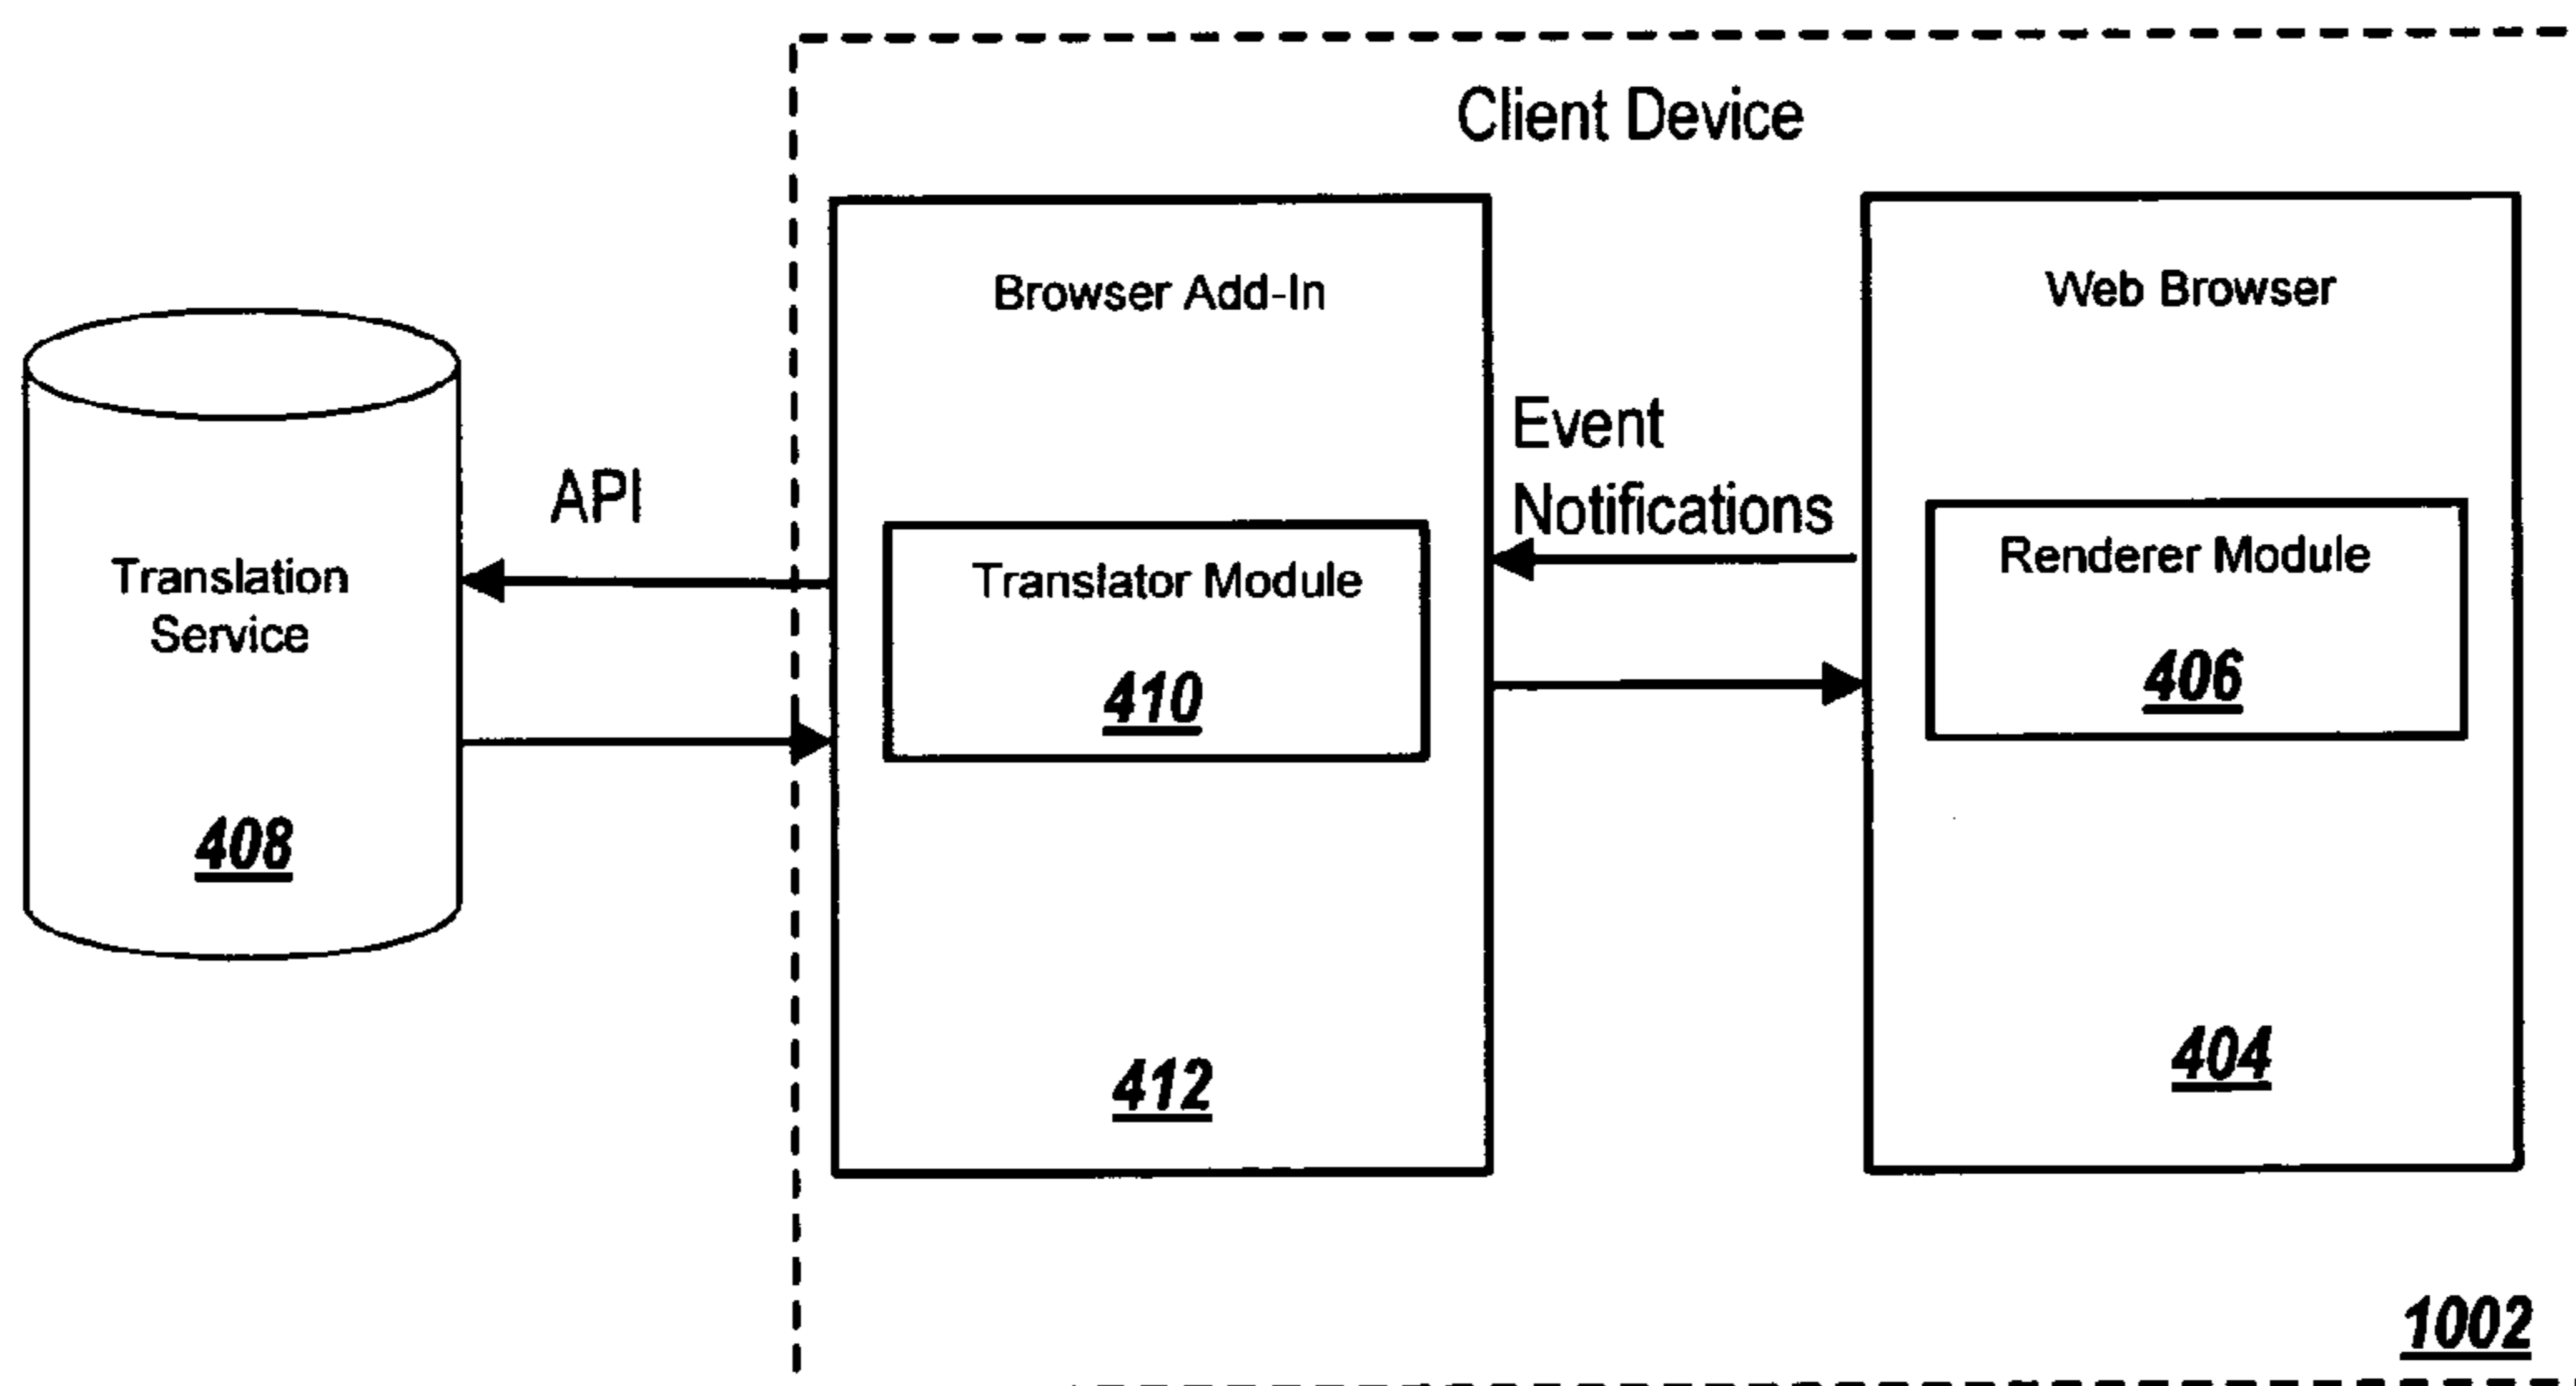 Client Device
Browser Add-In
Web Browser
Event
Notifications
API
Translation
Service
Translator Module
Renderer Module
410
406
408
412
404
1002